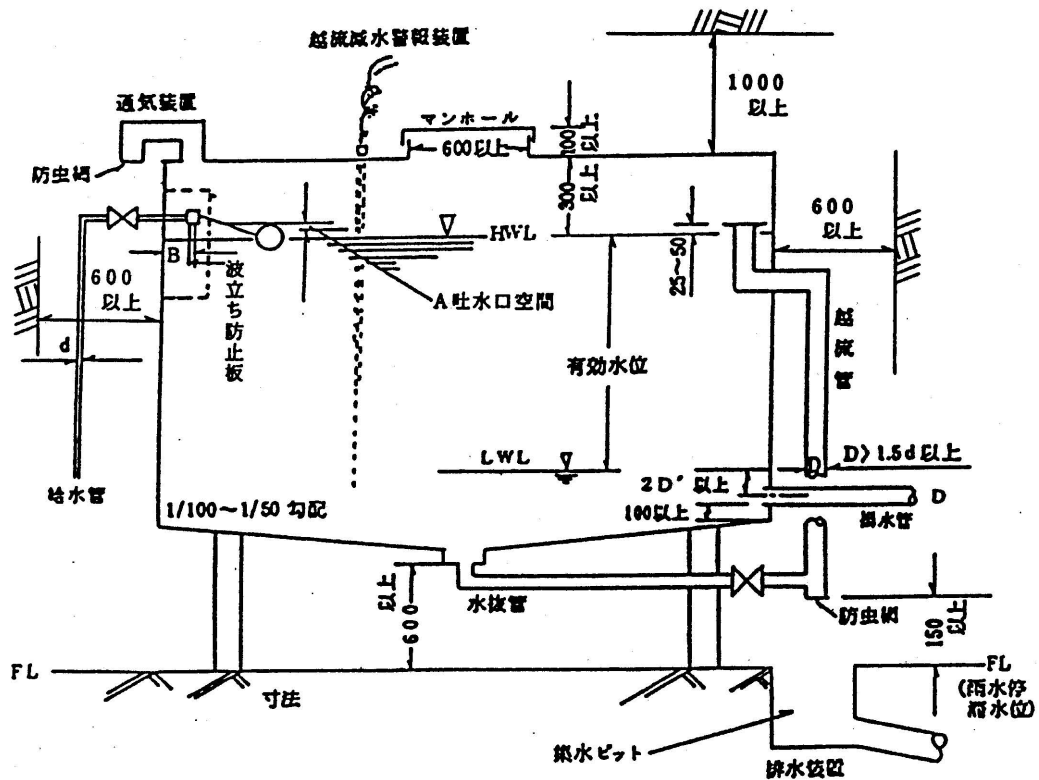 越流減水警報装置
1000
以上
通気装置
マンホール
600以上
100
以上
防虫網
300
以上
600
以上
HWL
B
25~50
600
以上
A吐水口空間
波立ち防止板
越流管
d
有効水位
LWL
D
D>1.5d以上
2D'以上
給水管
D
1/100~1/50勾配
100以上
揚水管
以上
600
水抜管
防虫網
150
以上
FL
FL
寸法
(雨水停
滞水位)
集水ピット
排水装置